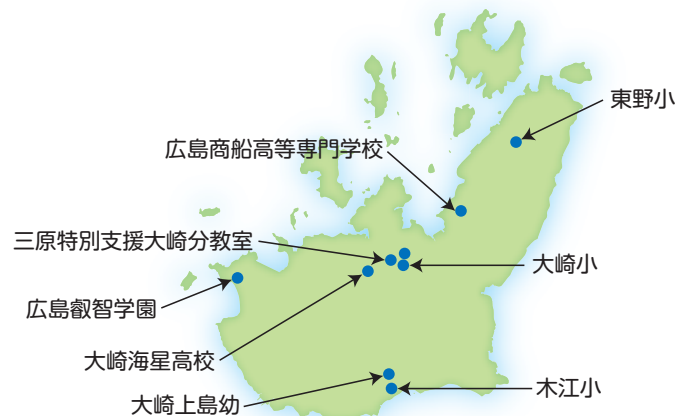 東野小
広島商船高等専門学校
三原特別支援大崎分教室
大崎小
広島叡智学園
大崎海星高校
木江小
大崎上島幼